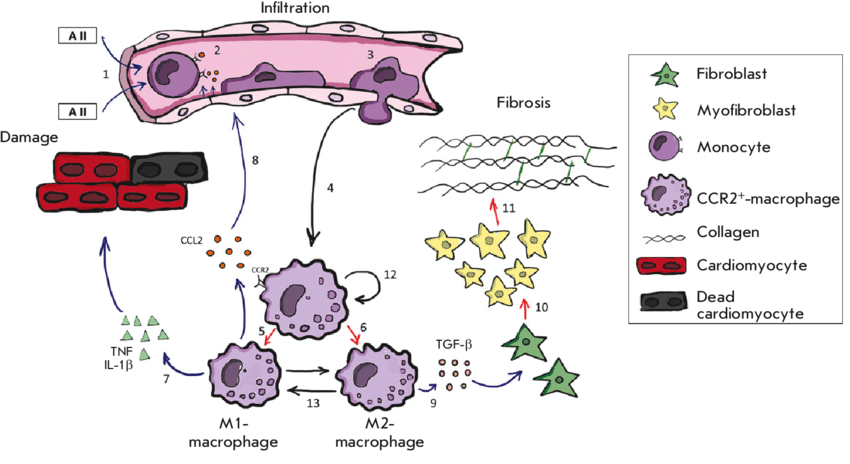 Infiltration
A II
2
3
1
A II
Fibrosis
Damage
8
4
11
CCL2
CCR2
12
5
6
10
TGF-β
TNF
IL-1β
7
13
9
M1-
macrophage
M2-
macrophage
Fibroblast
Myofibroblast
Monocyte
CCR2⁺-macrophage
Collagen
Cardiomyocyte
Dead
cardiomyocyte